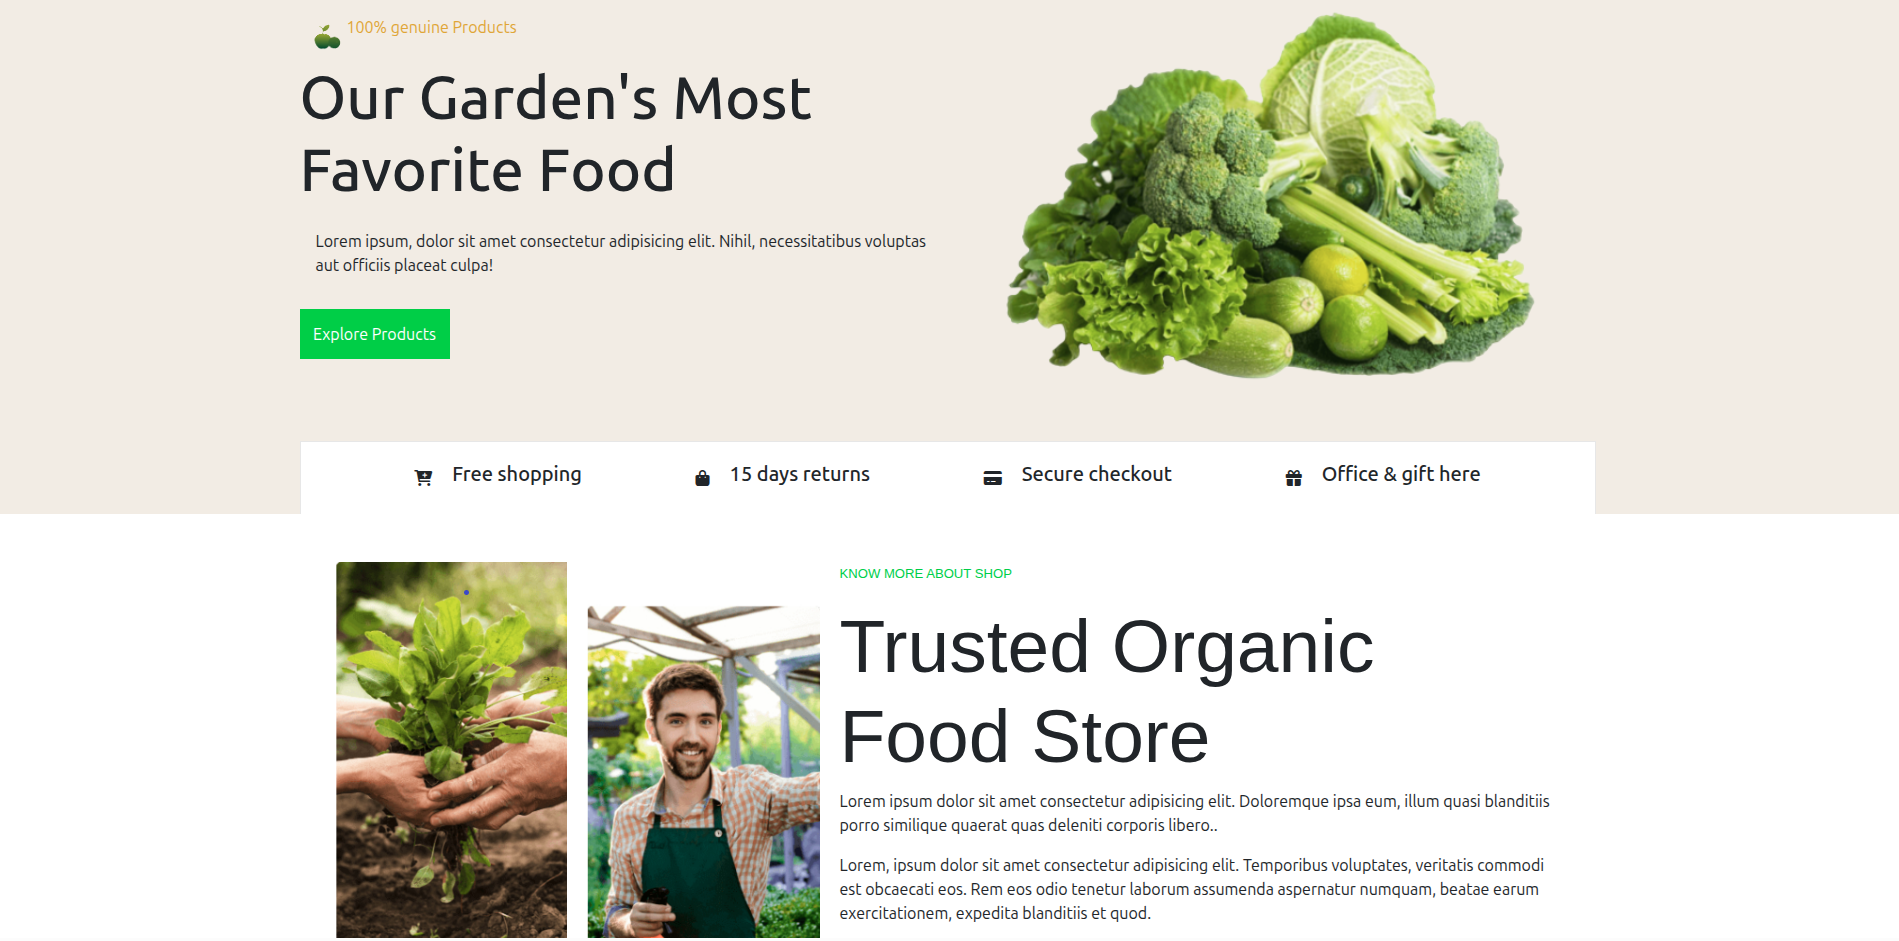 100% genuine Products
Our Garden's Most
Favorite Food
Lorem ipsum, dolor sit amet consectetur adipisicing elit. Nihil, necessitatibus voluptas
aut officiis placeat culpa!
Explore Products
Free shopping
15 days returns
Secure checkout
Office & gift here
KNOW MORE ABOUT SHOP
Trusted Organic
Food Store
Lorem ipsum dolor sit amet consectetur adipisicing elit. Doloremque ipsa eum, illum quasi blanditiis
porro similique quaerat quas deleniti corporis libero..
Lorem, ipsum dolor sit amet consectetur adipisicing elit. Temporibus voluptates, veritatis commodi
est obcaecati eos. Rem eos odio tenetur laborum assumenda aspernatur numquam, beatae earum
exercitationem, expedita blanditiis et quod.